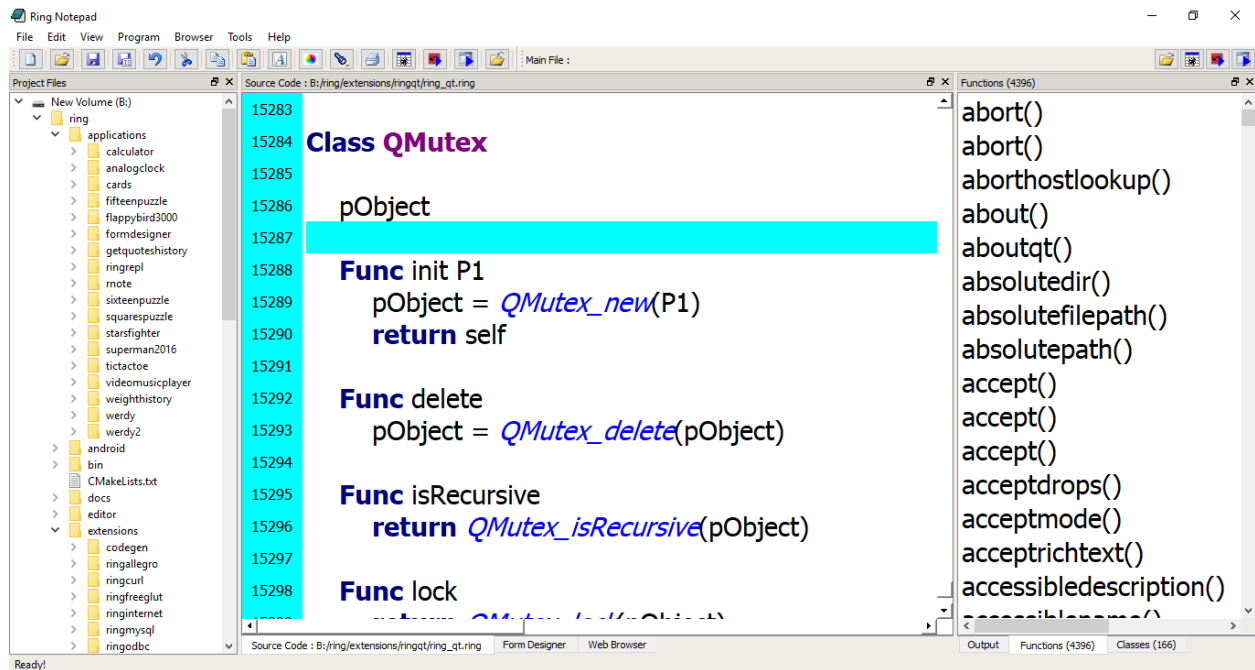 Ring Notepad
File Edit View Program Browser Tools Help
Main File :
Project Files
New Volume (B:)
ring
applications
calculator
analogclock
cards
fifteenpuzzle
flappybird3000
formdesigner
getquoteshistory
ringrepl
rnote
sixteenpuzzle
squarespuzzle
starsfighter
superman2016
tictactoe
videomusicplayer
weighthistory
werdy
werdy2
android
bin
CMakeLists.txt
docs
editor
extensions
codegen
ringallegro
ringcurl
ringfreeglut
ringinternet
ringmysql
ringodbc
Source Code : B:/ring/extensions/ringqt/ring_qt.ring
15283
15284 Class QMutex
15285
15286 pObject
15287
15288 Func init P1
15289 pObject = QMutex_new(P1)
15290 return self
15291
15292 Func delete
15293 pObject = QMutex_delete(pObject)
15294
15295 Func isRecursive
15296 return QMutex_isRecursive(pObject)
15297
15298 Func lock
15299 return QMutex_lock(pObject)
Source Code : B:/ring/extensions/ringqt/ring_qt.ring Form Designer Web Browser
Functions (4396)
abort()
abort()
aborthostlookup()
about()
aboutqt()
absolutedir()
absolutefilepath()
absolutepath()
accept()
accept()
accept()
acceptdrops()
acceptmode()
acceptrichtext()
accessibledescription()
accessiblename()
Output Functions (4396) Classes (166)
Ready!